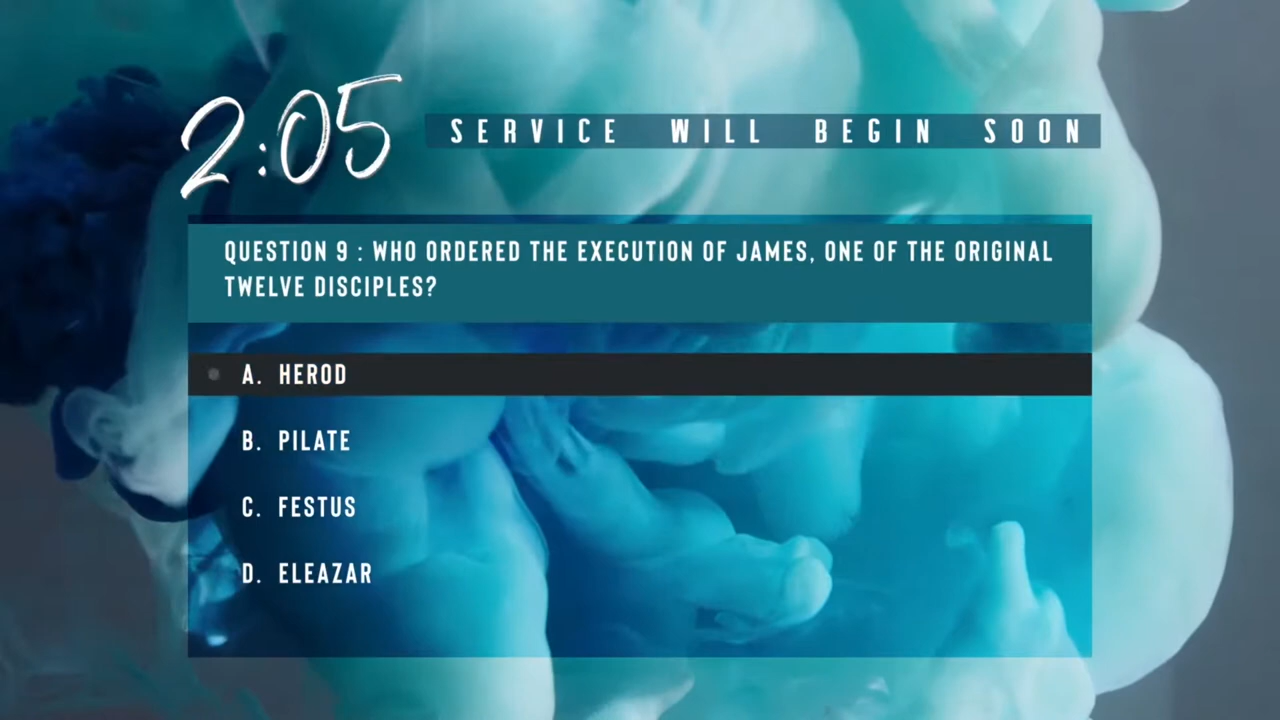 2:05
SERVICE WILL BEGIN SOON
QUESTION 9 : WHO ORDERED THE EXECUTION OF JAMES, ONE OF THE ORIGINAL
TWELVE DISCIPLES?
A. HEROD
B. PILATE
C. FESTUS
D. ELEAZAR